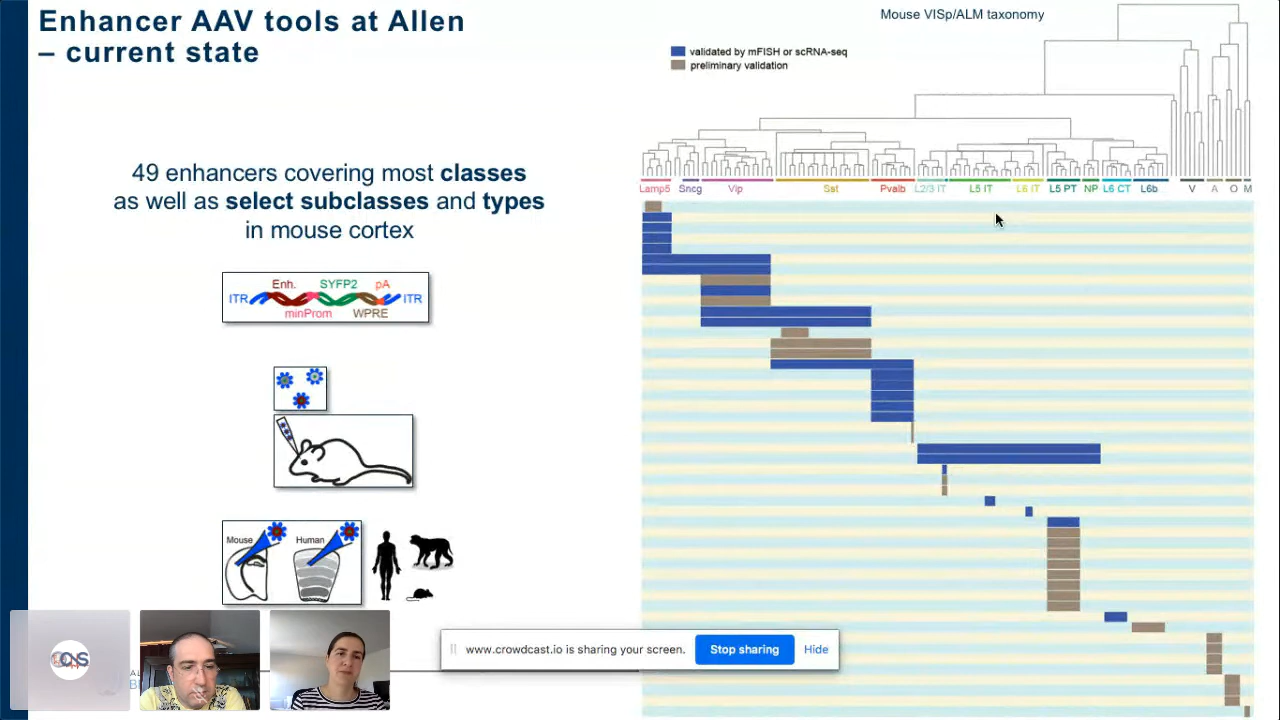 Enhancer AAV tools at Allen
– current state
49 enhancers covering most classes
as well as select subclasses and types
in mouse cortex
Enh. SYFP2 pA
ITR ITR
minProm WPRE
Mouse Human
Mouse VISp/ALM taxonomy
validated by mFISH or scRNA-seq
preliminary validation
Lamp5 Sncg Vip Sst Pvalb L2/3 IT L5 IT L6 IT L5 PT NP L6 CT L6b V A O M
www.crowdcast.io is sharing your screen. Stop sharing Hide